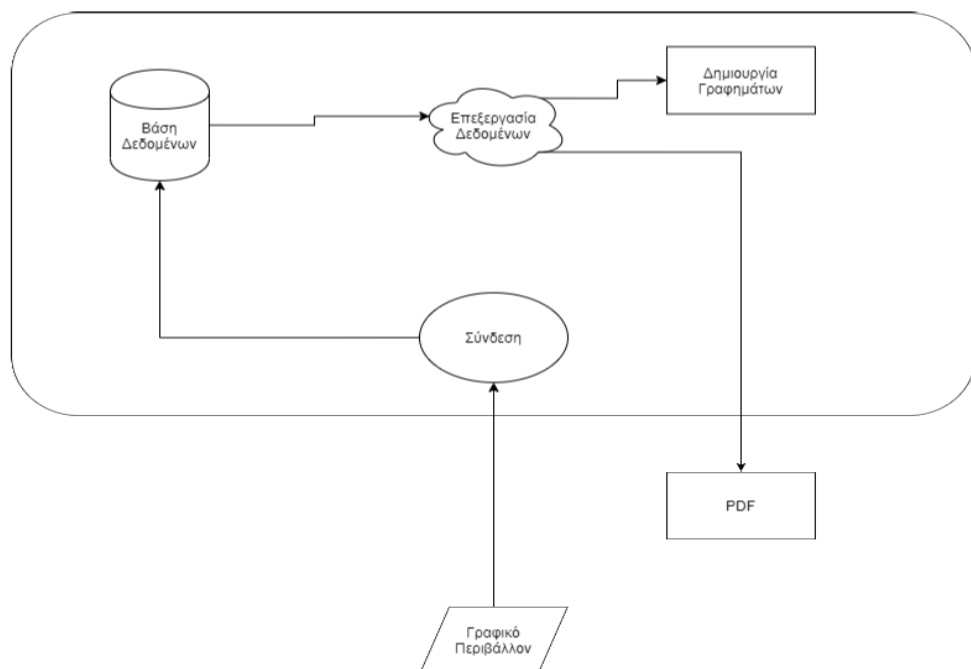 Δημιουργία
Γραφημάτων
Βάση
Δεδομένων
Επεξεργασία
Δεδομένων
Σύνδεση
PDF
Γραφικό
Περιβάλλον